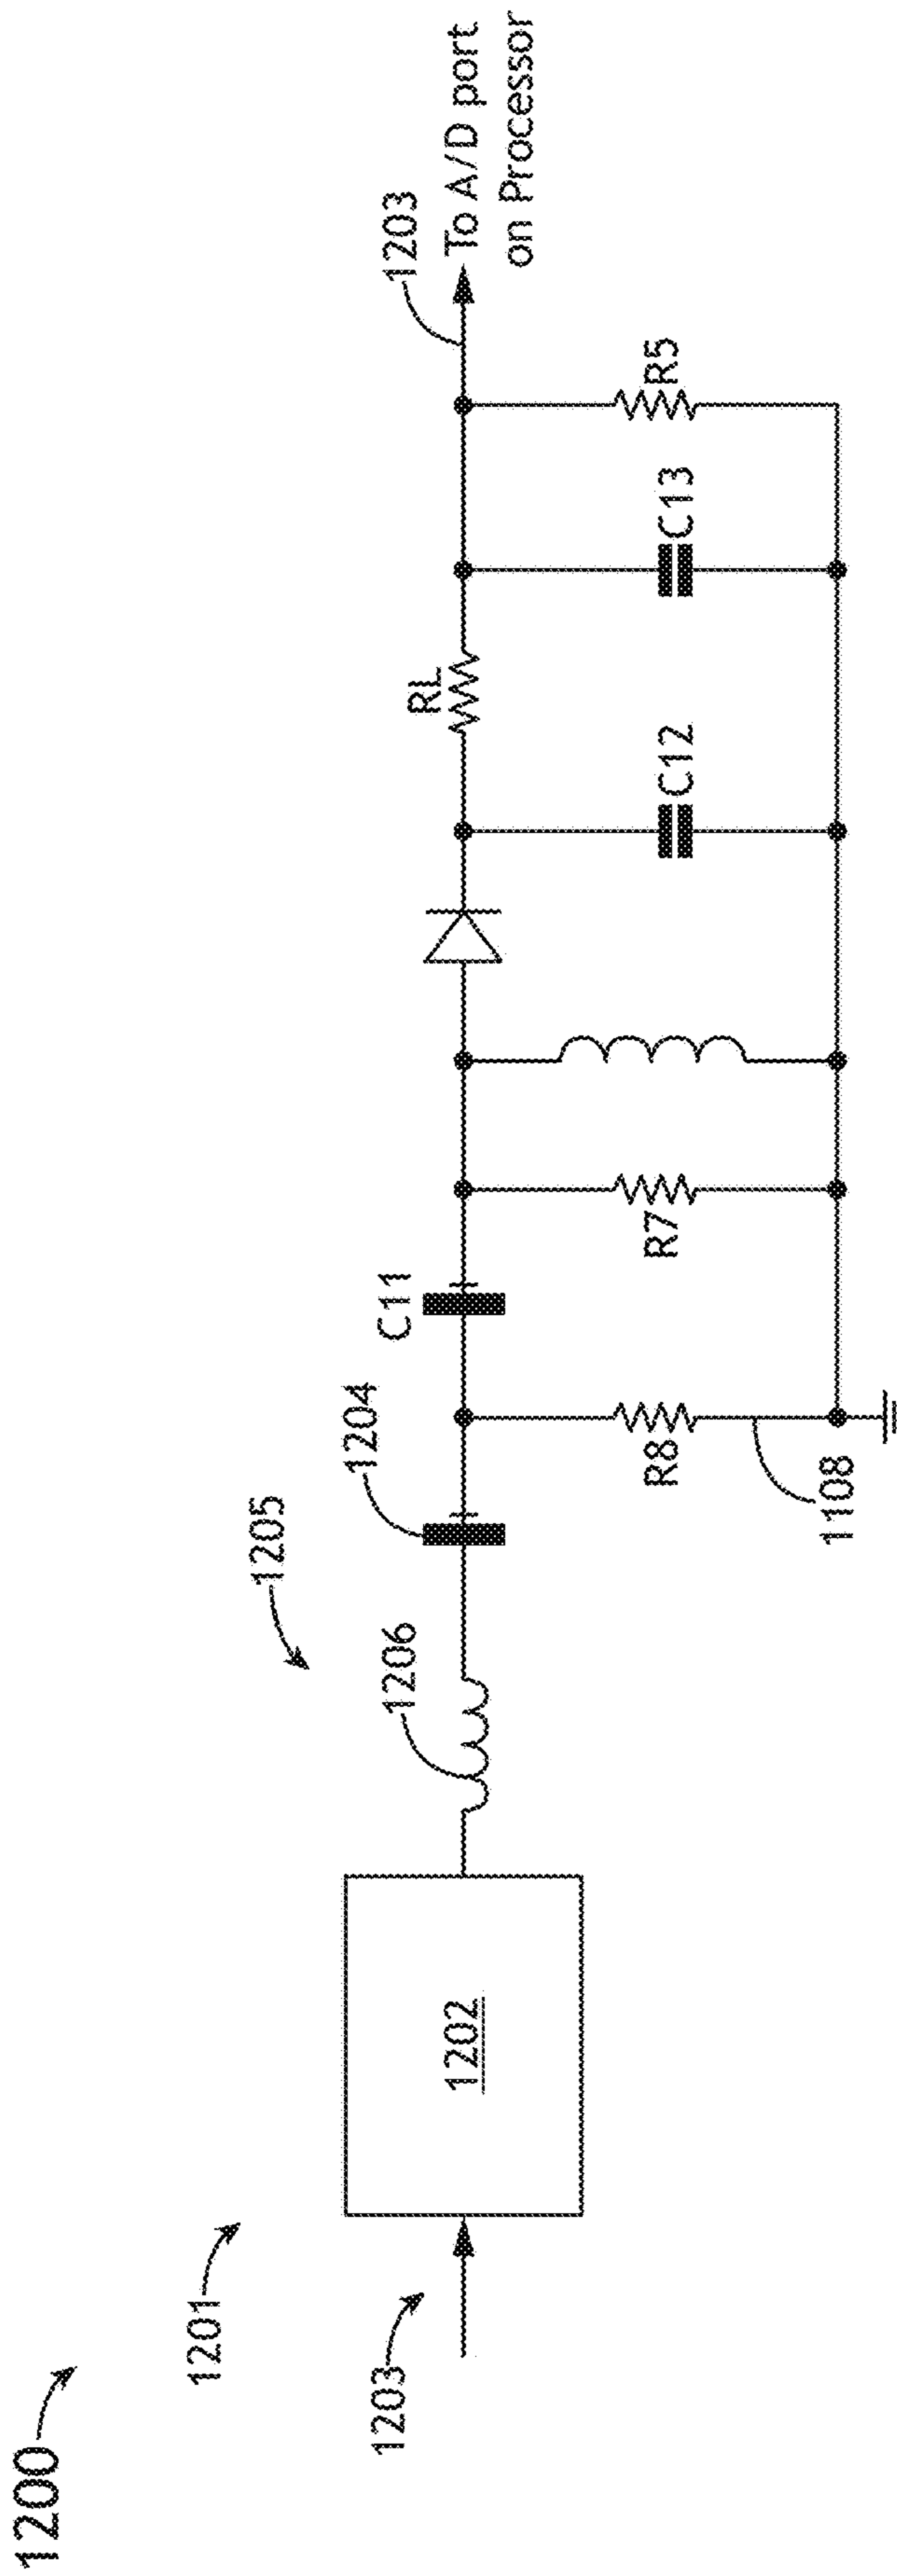 1200
1201
1203
1202
1206
1205
1204
C11
R8
1108
R7
C12
RL
C13
R5
1203
To A/D port
on Processor